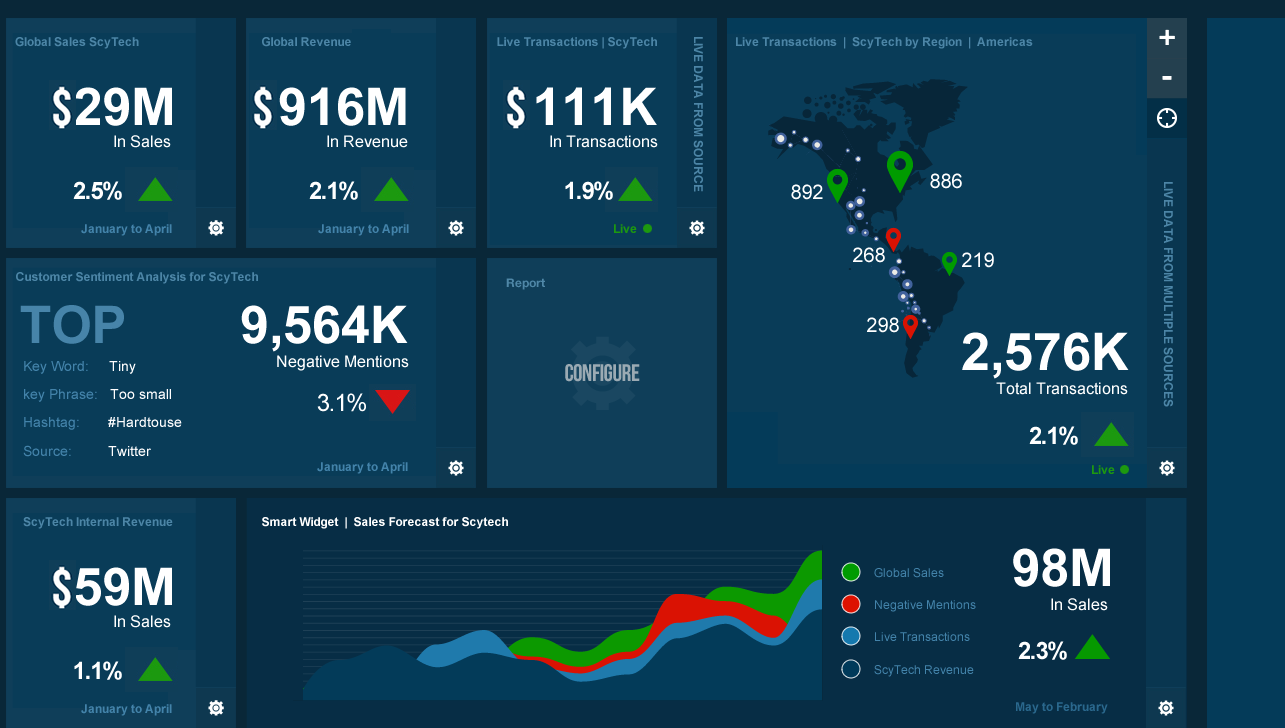 Global Sales ScyTech
$29M
In Sales
2.5%
January to April
Global Revenue
$916M
In Revenue
2.1%
January to April
Live Transactions | ScyTech
$111K
In Transactions
1.9%
Live
LIVE DATA FROM SOURCE
Live Transactions | ScyTech by Region | Americas
+
-
892
886
268
219
298
2,576K
Total Transactions
2.1%
Live
LIVE DATA FROM MULTIPLE SOURCES
Customer Sentiment Analysis for ScyTech
TOP
Key Word: Tiny
key Phrase: Too small
Hashtag: #Hardtouse
Source: Twitter
9,564K
Negative Mentions
3.1%
January to April
Report
CONFIGURE
ScyTech Internal Revenue
$59M
In Sales
1.1%
January to April
Smart Widget | Sales Forecast for Scytech
Global Sales
Negative Mentions
Live Transactions
ScyTech Revenue
98M
In Sales
2.3%
May to February